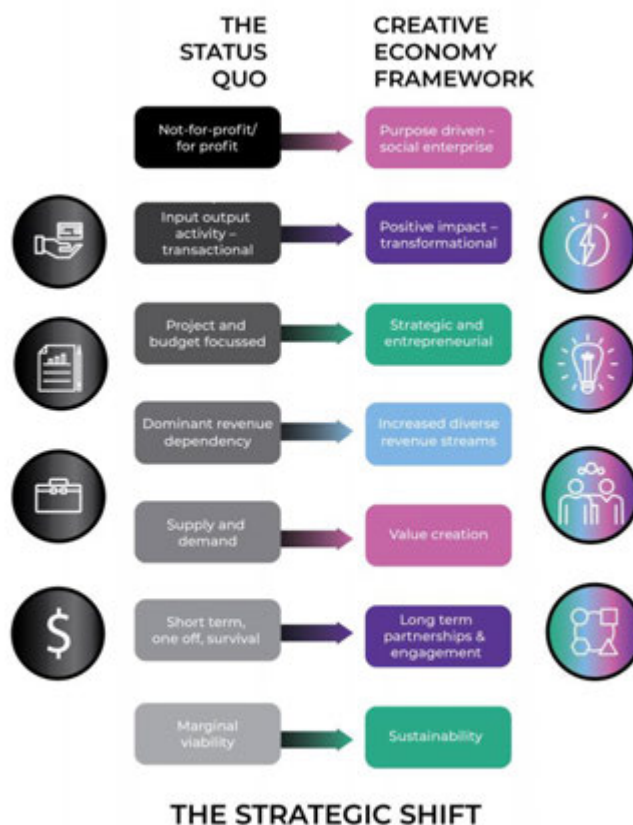 THE
STATUS
QUO
CREATIVE
ECONOMY
FRAMEWORK
Not-for-profit/
for profit
Purpose driven –
social enterprise
Input output
activity –
transactional
Positive impact –
transformational
Project and
budget focussed
Strategic and
entrepreneurial
Dominant revenue
dependency
Increased diverse
revenue streams
Supply and
demand
Value creation
Short term,
one off, survival
Long term
partnerships &
engagement
Marginal
viability
Sustainability
$
THE STRATEGIC SHIFT